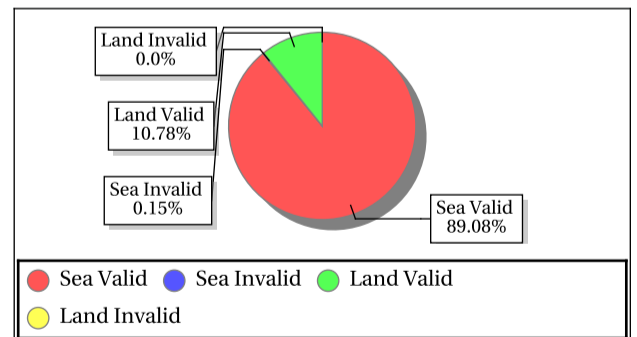 Land Invalid
0.0%
Land Valid
10.78%
Sea Invalid
0.15%
Sea Valid
89.08%
Sea Valid Sea Invalid Land Valid
Land Invalid